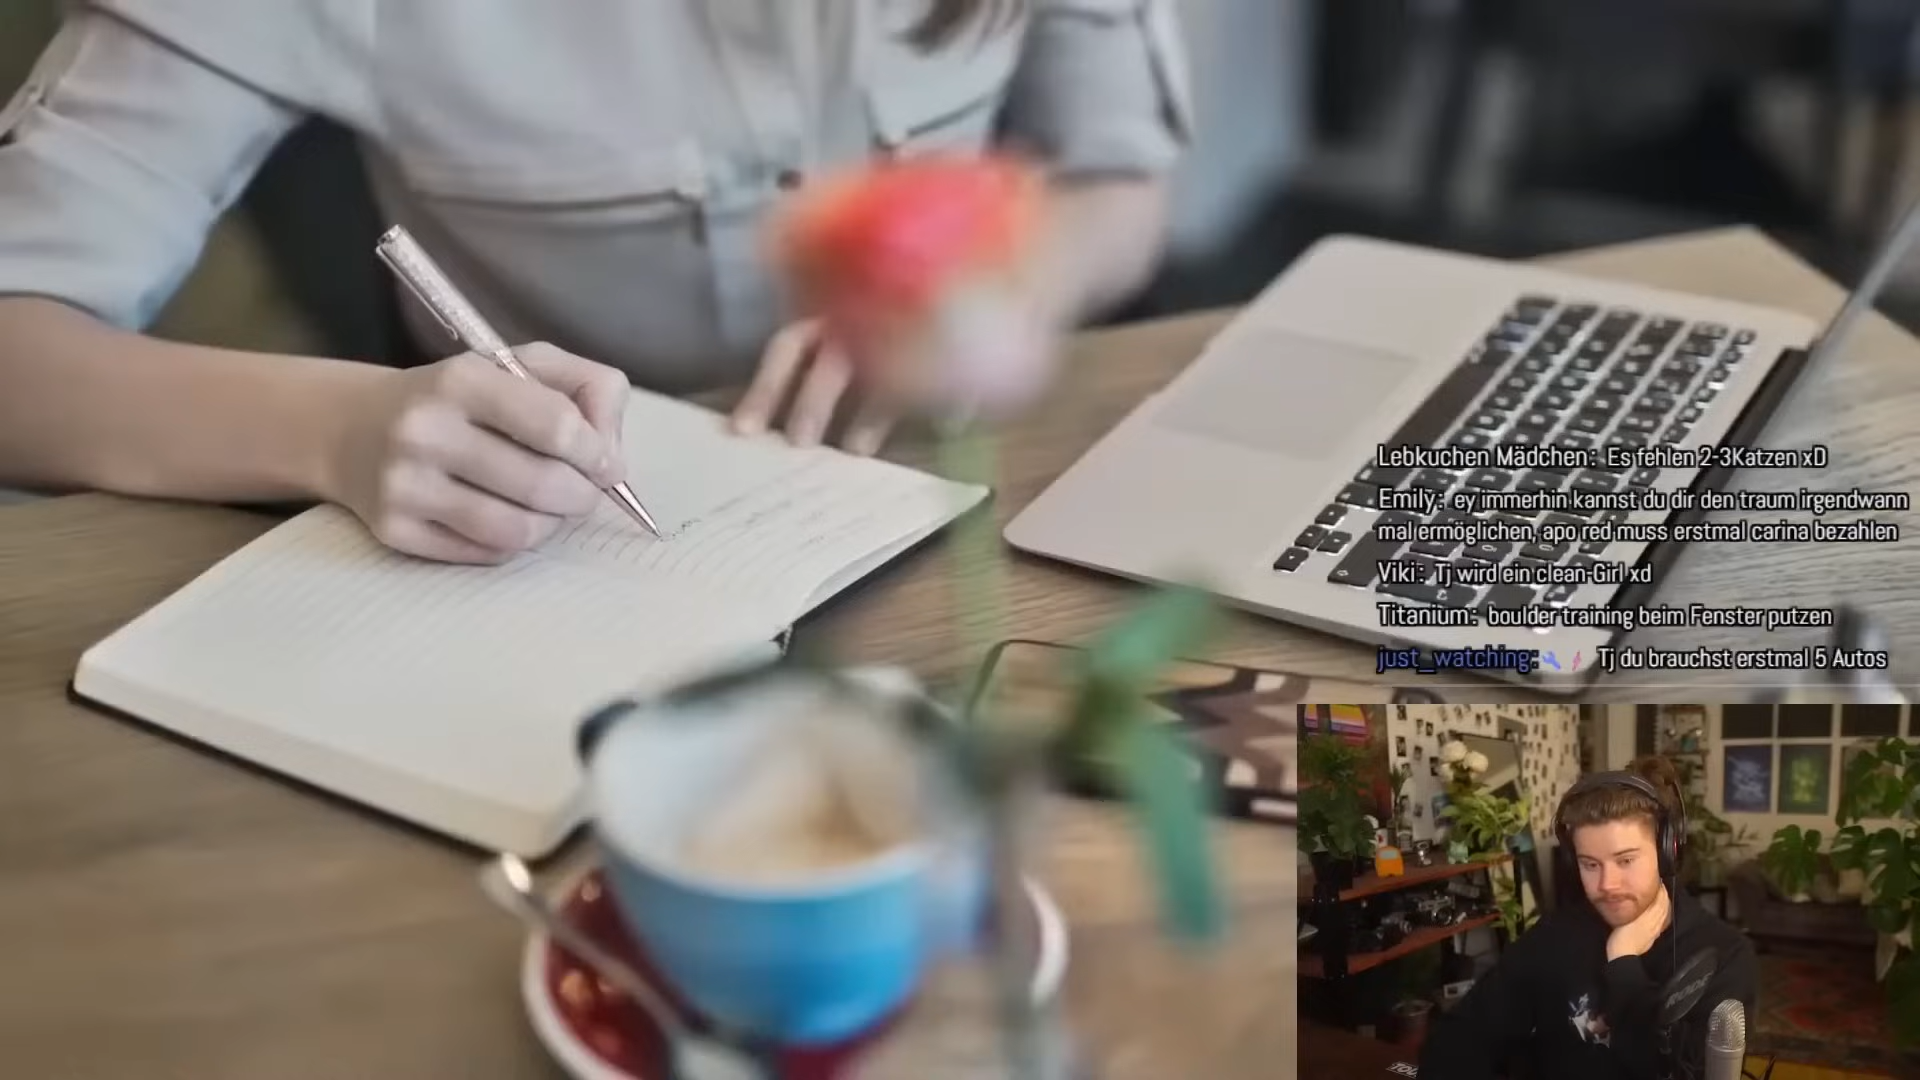 Lebkuchen Mädchen: Es fehlen 2-3Katzen xD
Emily: ey immerhin kannst du dir den traum irgendwann
mal ermöglichen, apo red muss erstmal carina bezahlen
Viki: Tj wird ein clean-Girl xd
Titanium: boulder training beim Fenster putzen
just_watching: Tj du brauchst erstmal 5 Autos